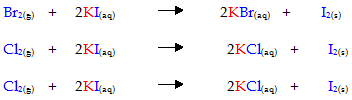 Br₂(g) + 2KI(aq) → 2KBr(aq) + I₂(s)
Cl₂(g) + 2KI(aq) → 2KCl(aq) + I₂(s)
Cl₂(g) + 2KI(aq) → 2KCl(aq) + I₂(s)